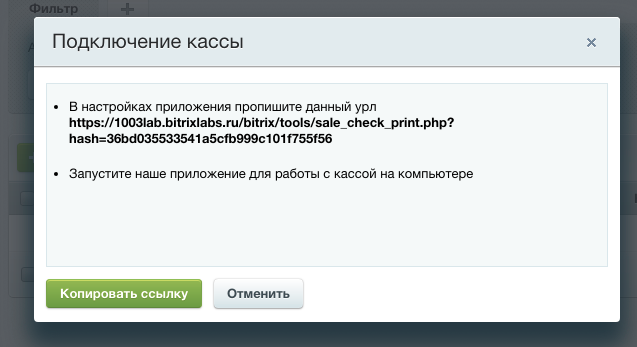 Фильтр
Подключение кассы
В настройках приложения пропишите данный урл
https://1003lab.bitrixlabs.ru/bitrix/tools/sale_check_print.php?
hash=36bd035533541a5cfb999c101f755f56
Запустите наше приложение для работы с кассой на компьютере
Копировать ссылку
Отменить